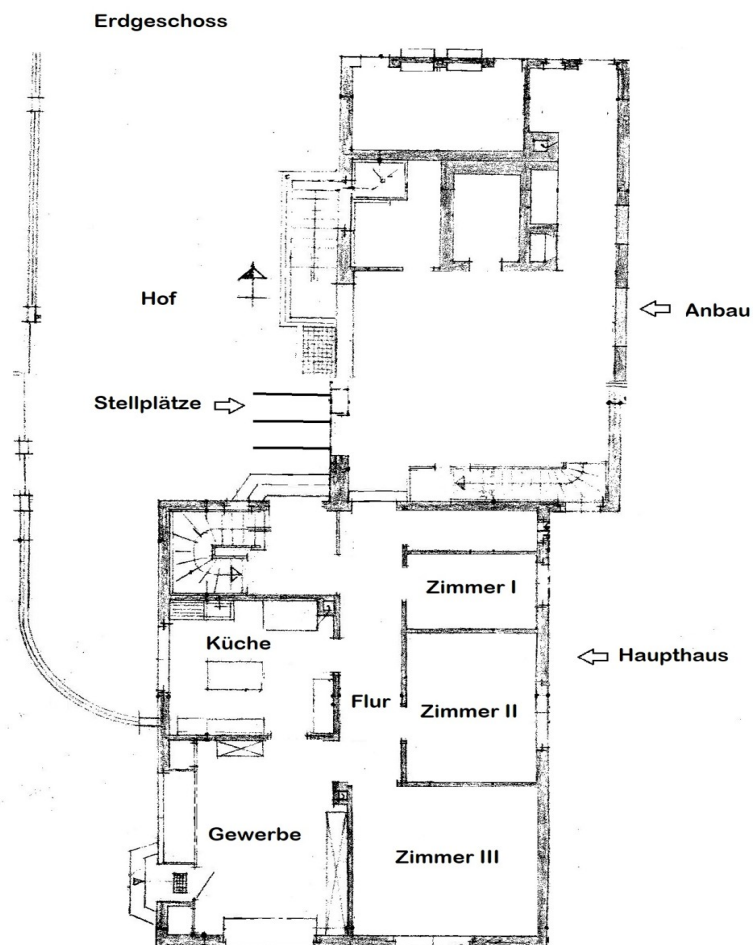 Erdgeschoss
Hof
Anbau
Stellplätze
Zimmer I
Küche
Haupthaus
Flur
Zimmer II
Gewerbe
Zimmer III